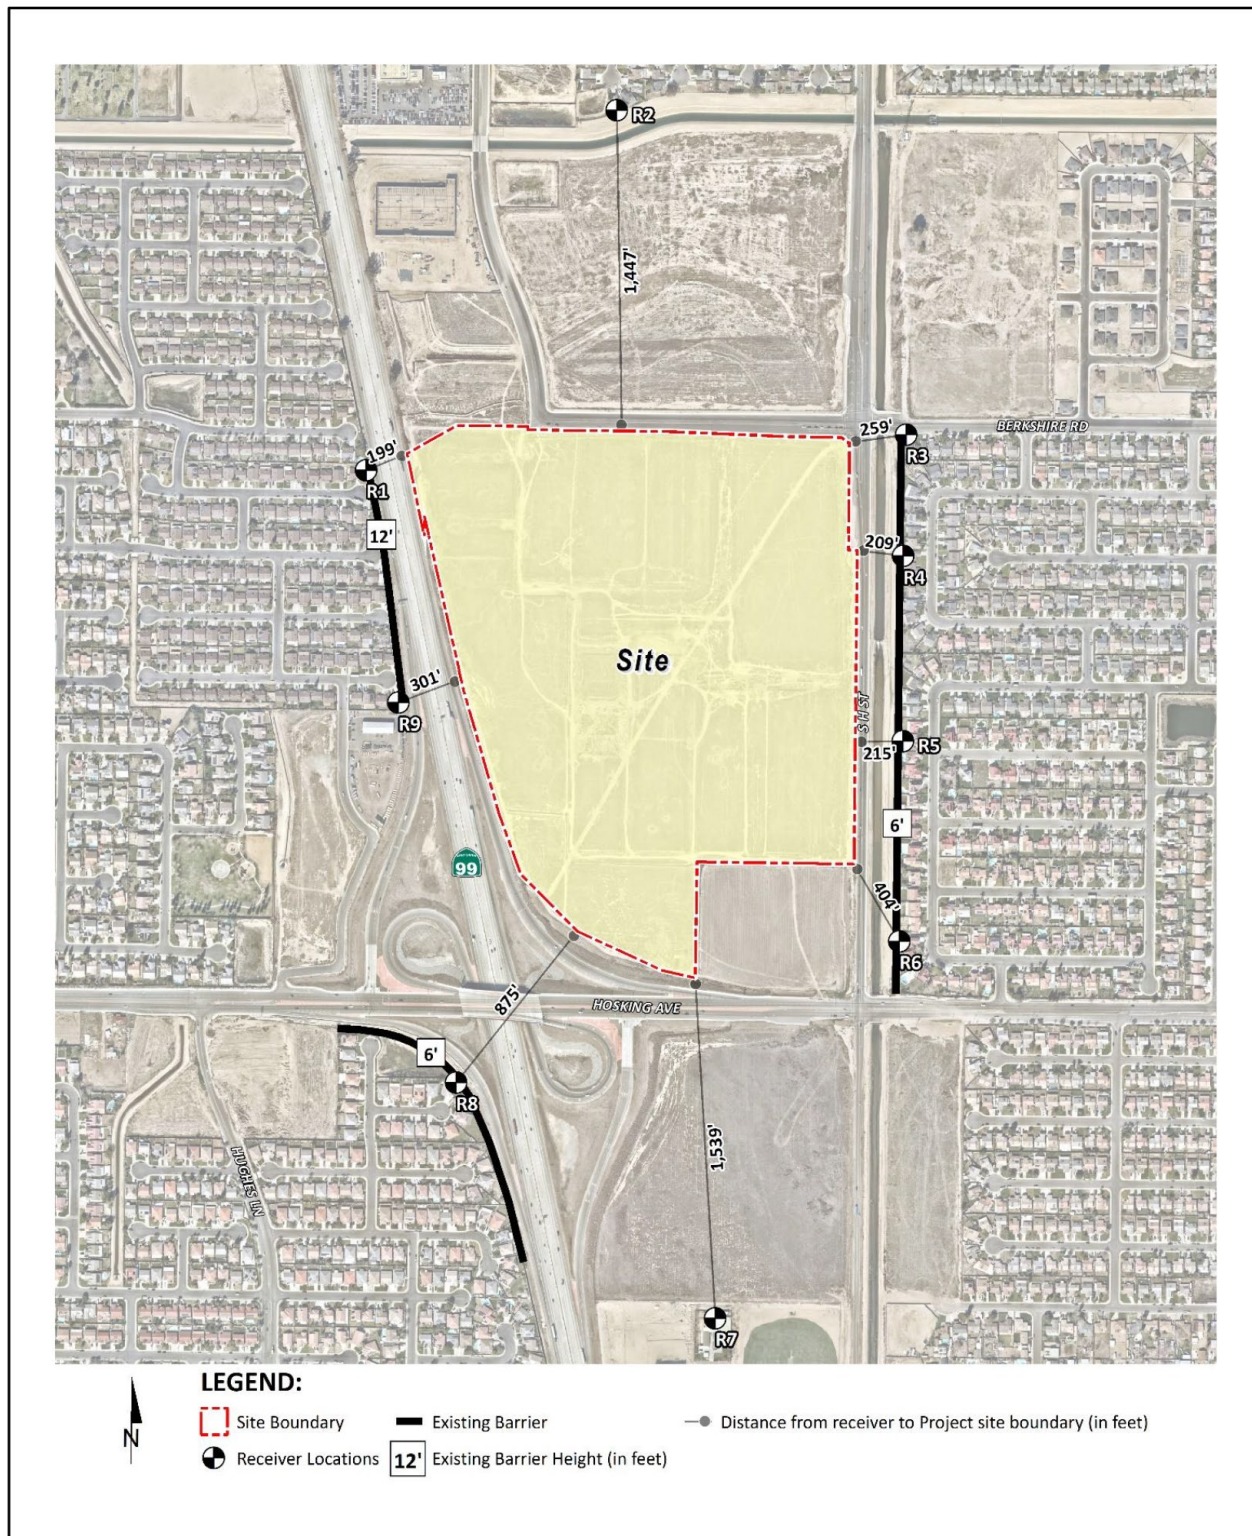 R2
1,447'
BERKSHIRE RD
259'
R3
199'
R1
12'
209'
R4
Site
301'
R9
S H ST
R5
215'
6'
99
404'
R6
875'
HOSKING AVE
6'
R8
1,539'
HUGHES LN
R7
LEGEND:
N
Site Boundary
Existing Barrier
Distance from receiver to Project site boundary (in feet)
Receiver Locations
12' Existing Barrier Height (in feet)